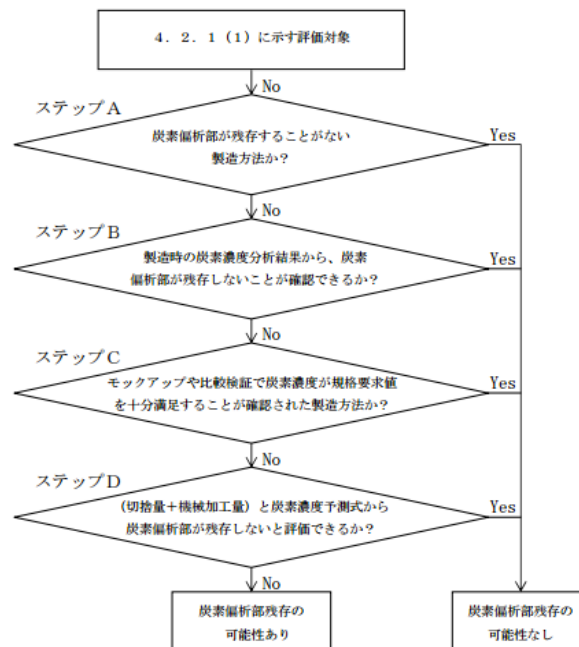 4.2.1(1)に示す評価対象
No
ステップA
炭素偏析部が残存することがない
製造方法か?
Yes
No
ステップB
製造時の炭素濃度分析結果から、炭素
偏析部が残存しないことが確認できるか?
Yes
No
ステップC
モックアップや比較検証で炭素濃度が規格要求値
を十分満足することが確認された製造方法か?
Yes
No
ステップD
(切捨量+機械加工量)と炭素濃度予測式から
炭素偏析部が残存しないと評価できるか?
Yes
No
炭素偏析部残存の
可能性あり
炭素偏析部残存の
可能性なし